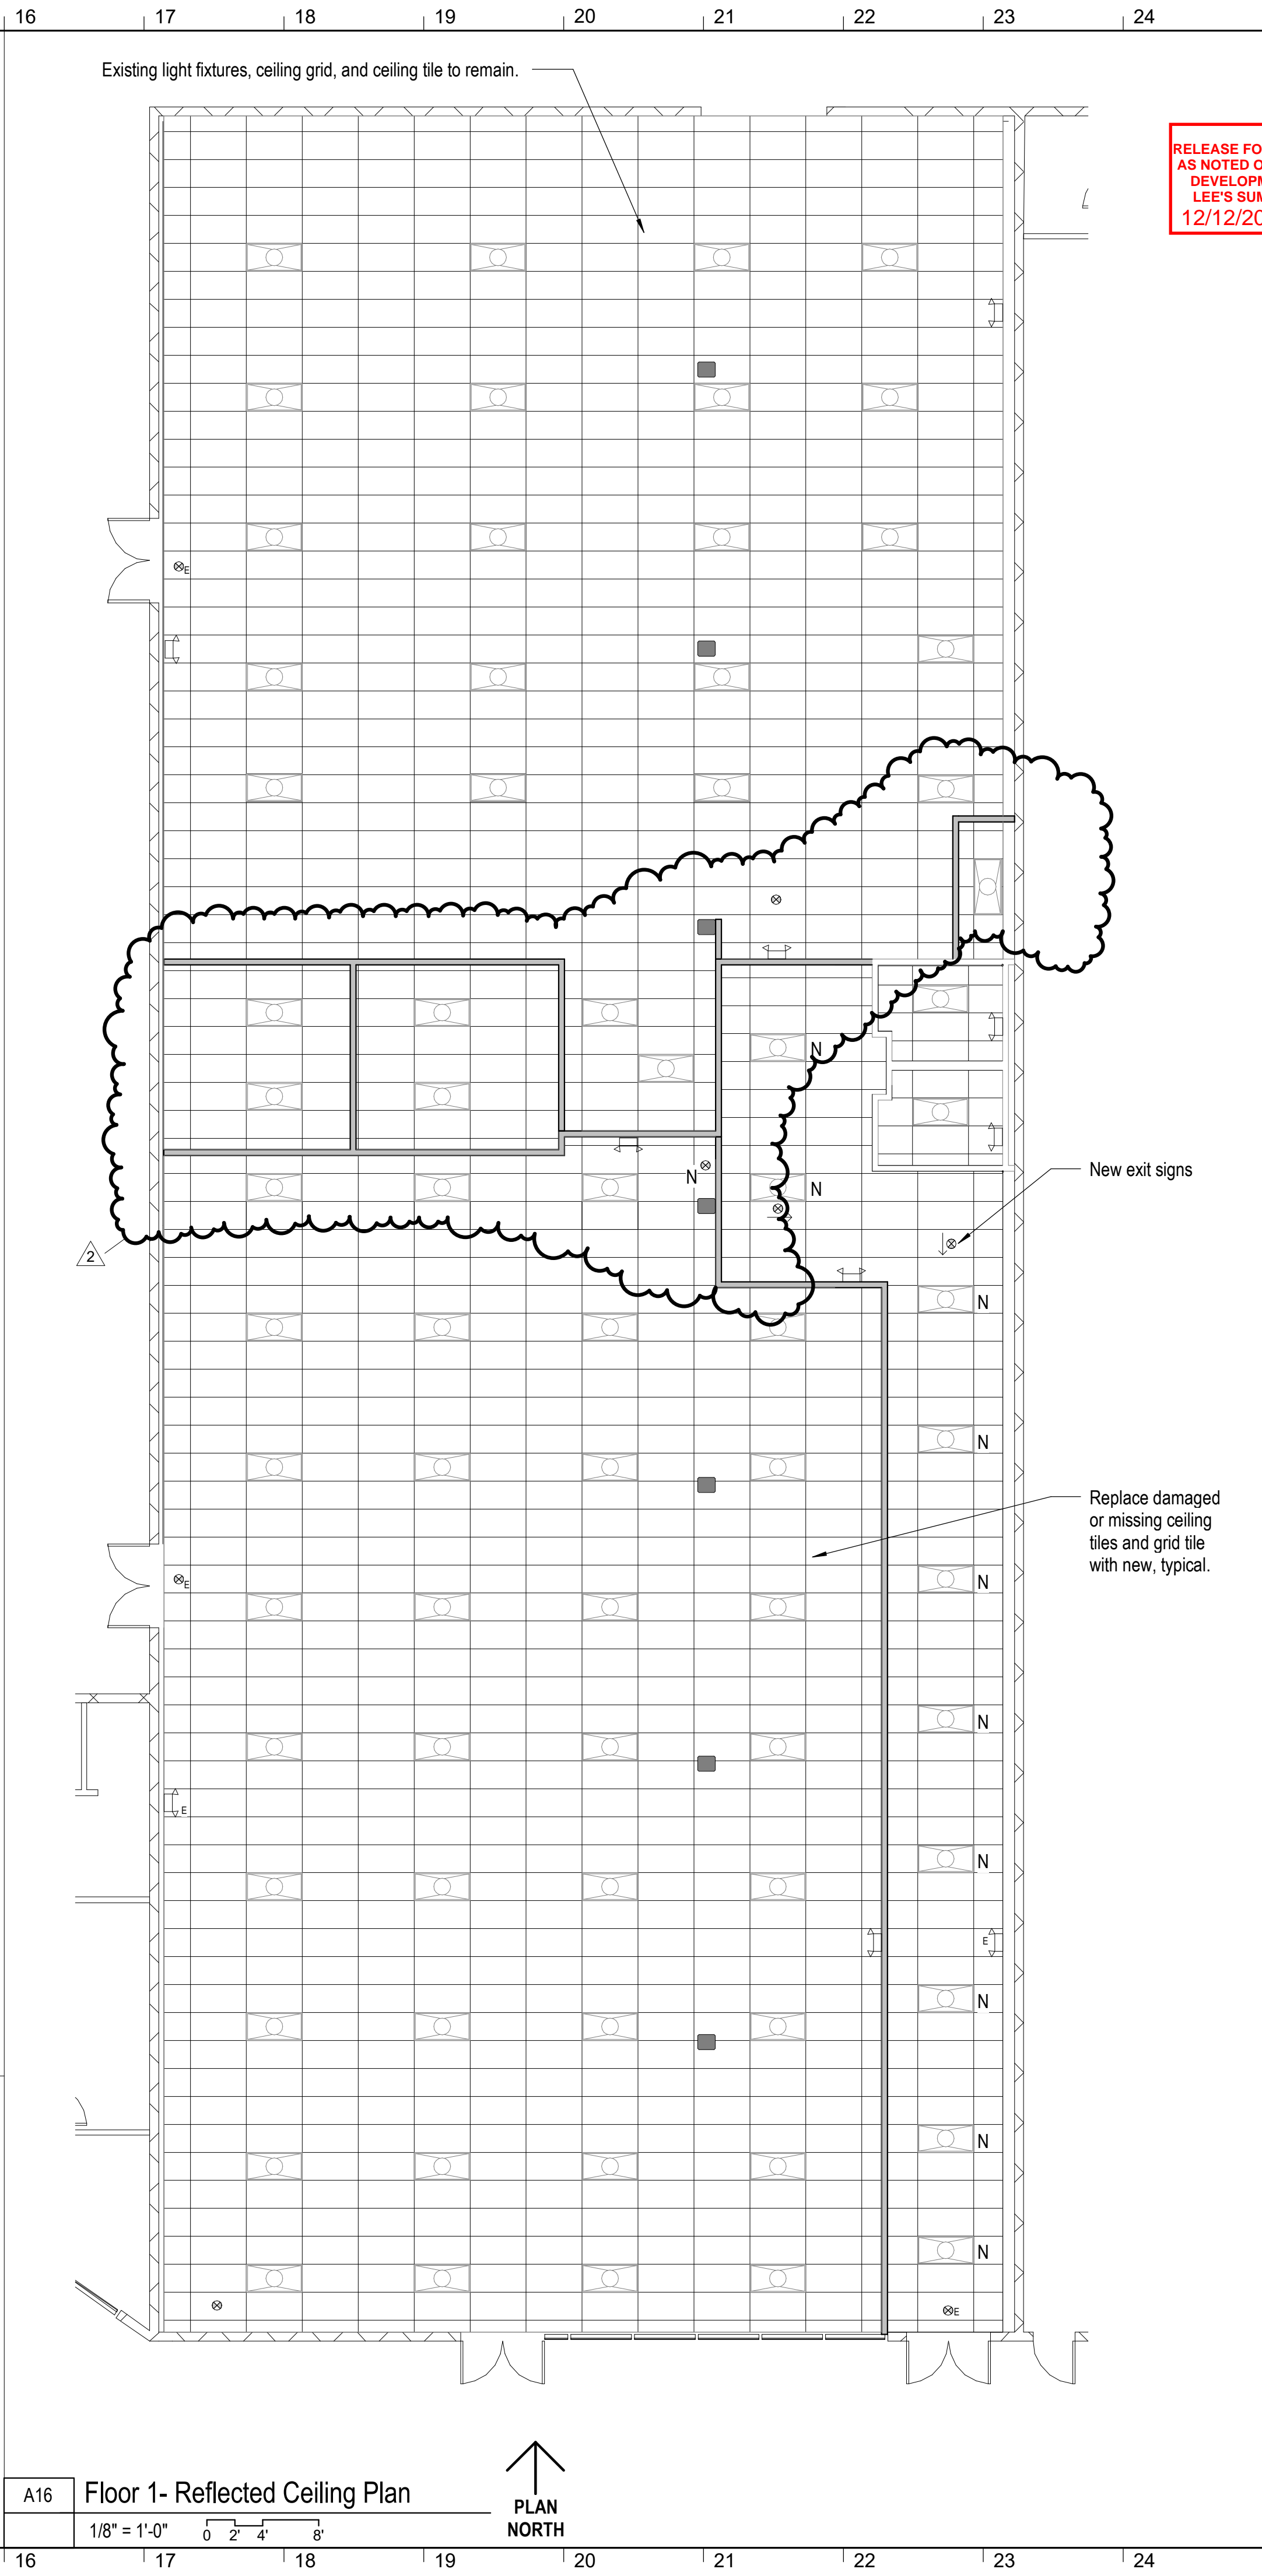 16 17 18 19 20 21 22 23 24
Existing light fixtures, ceiling grid, and ceiling tile to remain.
RELEASE FO
AS NOTED O
DEVELOPM
LEE'S SUM
12/12/20
E
N
N
N
New exit signs
2
N
N
Replace damaged
or missing ceiling
tiles and grid tile
with new, typical.
E
N
N
E
N
E
N
N
N
E
A16 Floor 1- Reflected Ceiling Plan
1/8" = 1'-0" 0 2' 4' 8'
PLAN
NORTH
16 17 18 19 20 21 22 23 24